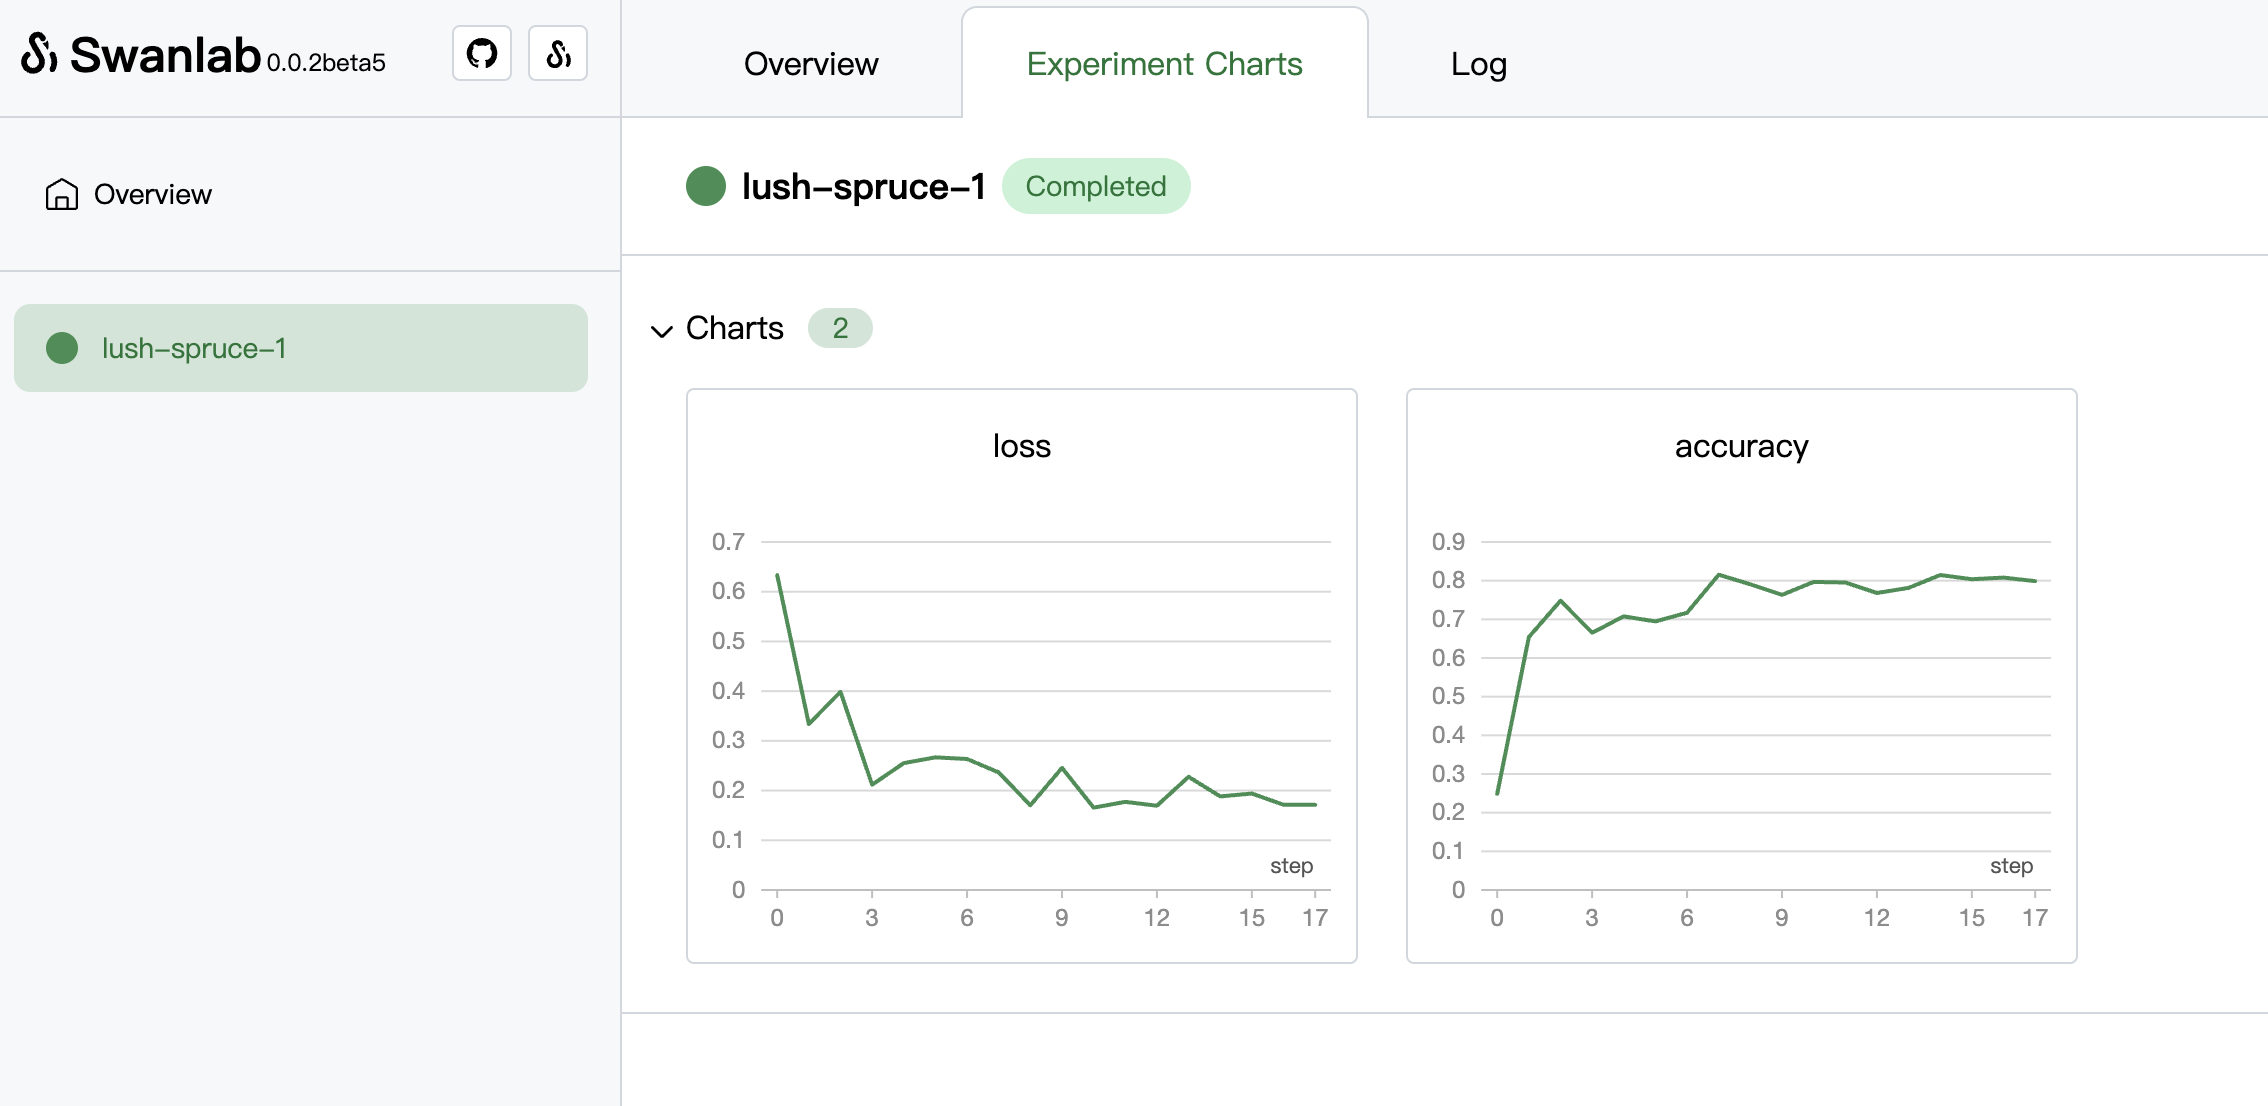 Swanlab 0.0.2beta5
Overview
Experiment Charts
Log
Overview
lush-spruce-1
lush-spruce-1 Completed
Charts 2
loss
0.7
0.6
0.5
0.4
0.3
0.2
0.1
0
step
0 3 6 9 12 15 17
accuracy
0.9
0.8
0.7
0.6
0.5
0.4
0.3
0.2
0.1
0
step
0 3 6 9 12 15 17